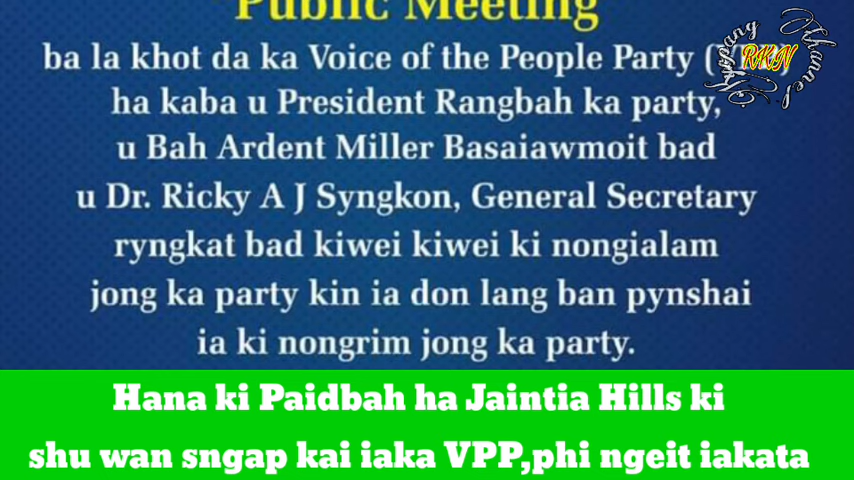 Public Meeting
ba la khot da ka Voice of the People Party
ha kaba u President Rangbah ka party,
u Bah Ardent Miller Basaiawmoit bad
u Dr. Ricky A J Syngkon, General Secretary
ryngkat bad kiwei kiwei ki nongialam
jong ka party kin ia don lang ban pynshai
ia ki nongrim jong ka party.
RKN
Channel
Hana ki Paidbah ha Jaintia Hills ki
shu wan sngap kai iaka VPP,phi ngeit iakata